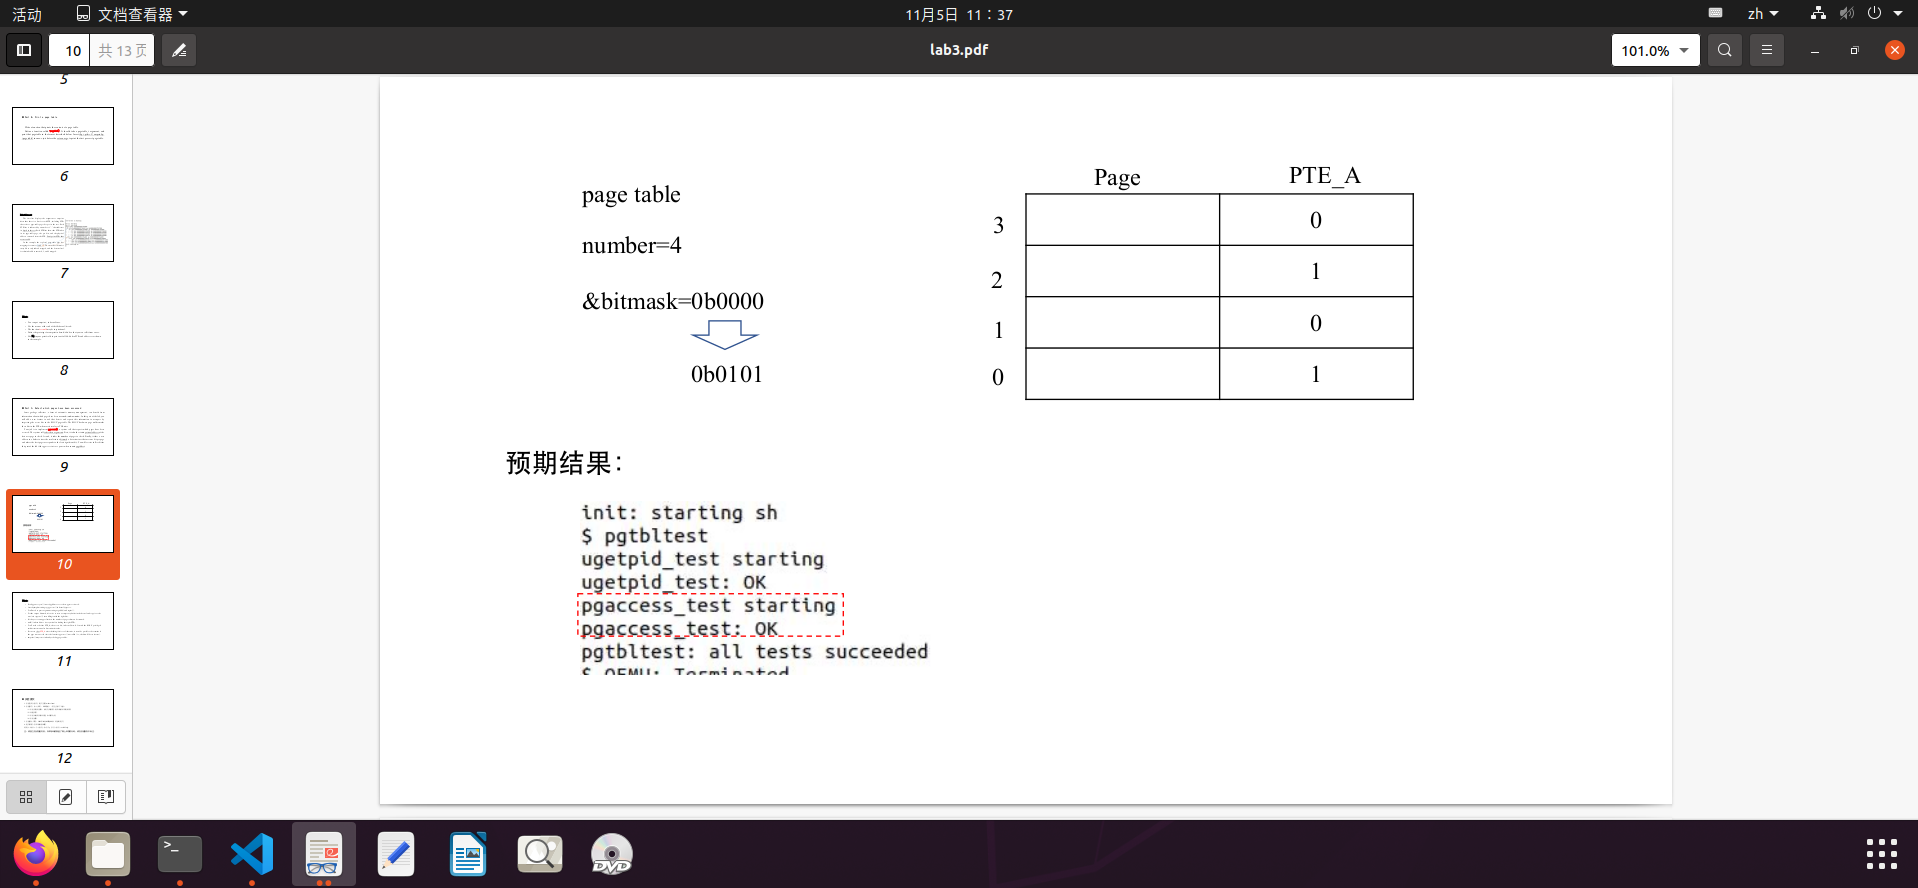 活动
文档查看器
11月5日 11：37
zh
10
共 13 页
lab3.pdf
101.0%
5
6
7
8
9
10
11
12
page table
number=4
&bitmask=0b0000
0b0101
Page
PTE_A
3
0
2
1
1
0
0
1
预期结果：
init: starting sh
$ pgtbltest
ugetpid_test starting
ugetpid_test: OK
pgaccess_test starting
pgaccess_test: OK
pgtbltest: all tests succeeded
$ QEMU: Terminated
>_
DVD